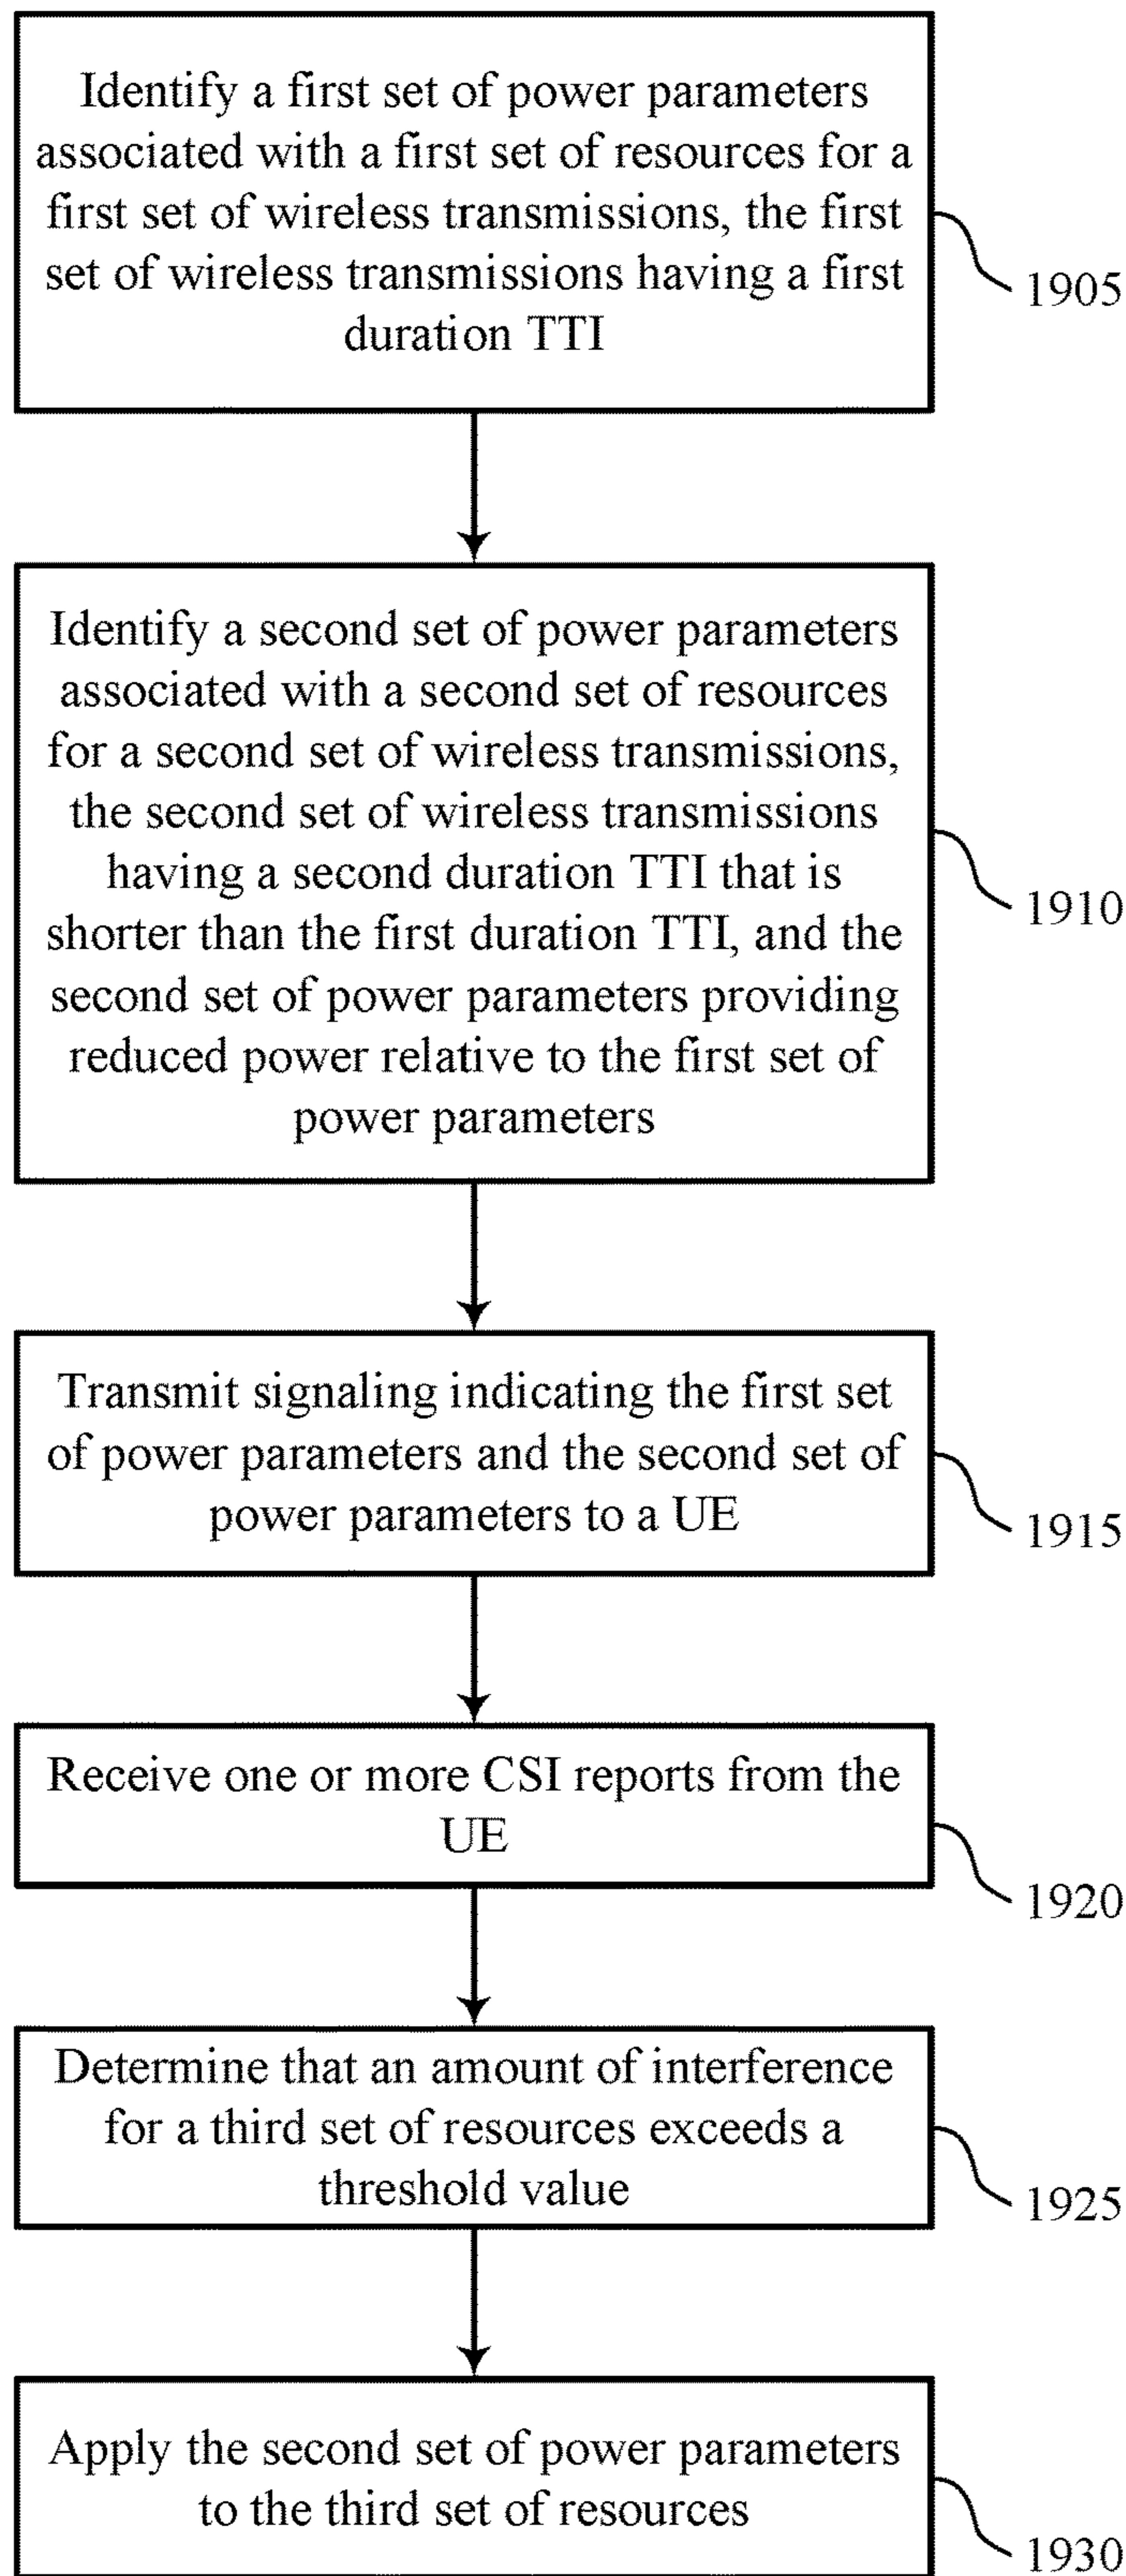 Identify a first set of power parameters
associated with a first set of resources for a
first set of wireless transmissions, the first
set of wireless transmissions having a first
duration TTI
1905
Identify a second set of power parameters
associated with a second set of resources
for a second set of wireless transmissions,
the second set of wireless transmissions
having a second duration TTI that is
shorter than the first duration TTI, and the
second set of power parameters providing
reduced power relative to the first set of
power parameters
1910
Transmit signaling indicating the first set
of power parameters and the second set of
power parameters to a UE
1915
Receive one or more CSI reports from the
UE
1920
Determine that an amount of interference
for a third set of resources exceeds a
threshold value
1925
Apply the second set of power parameters
to the third set of resources
1930